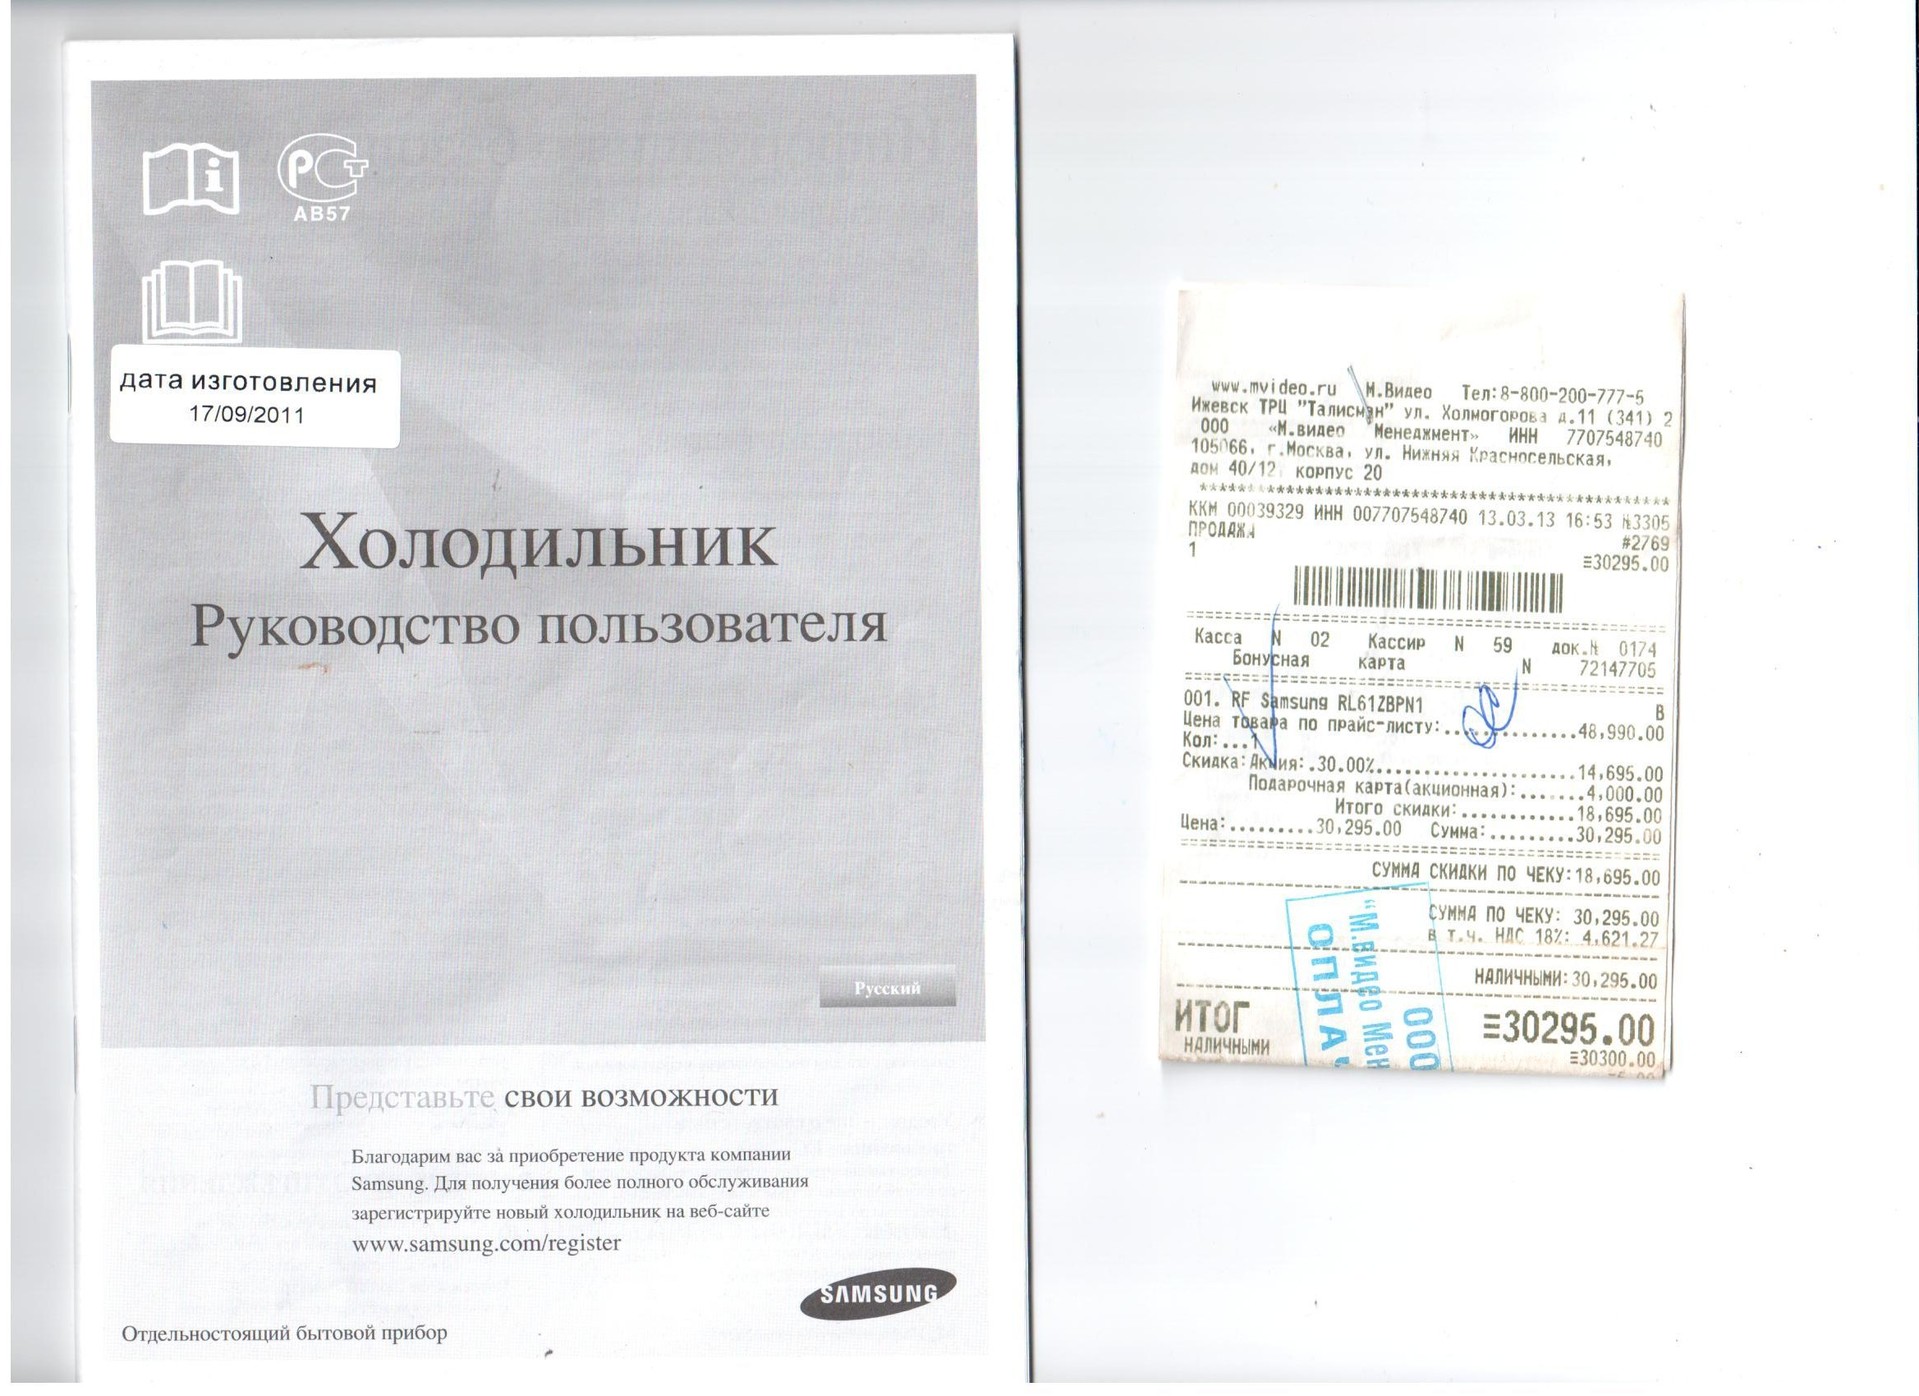 PCT
АВ57
дата изготовления
17/09/2011
Холодильник
Руководство пользователя
Русский
Представьте свои возможности
Благодарим вас за приобретение продукта компании
Samsung. Для получения более полного обслуживания
зарегистрируйте новый холодильник на веб-сайте
www.samsung.com/register
SAMSUNG
Отдельностоящий бытовой прибор
www.mvideo.ru М.Видео Тел:8-800-200-777-5
Ижевск ТРЦ "Талисман" ул. Холмогорова д.11 (341) 2
ООО «М.видео Менеджмент» ИНН 7707548740
105066, г.Москва, ул. Нижняя Красносельская,
дом 40/12, корпус 20
**************************************************
ККМ 00039329 ИНН 007707548740 13.03.13 16:53 №3305
ПРОДАЖА #2769
1 ≡30295.00
Касса N 02 Кассир N 59 док.№ 0174
Бонусная карта N 72147705
001. RF Samsung RL61ZBPN1 В
Цена товара по прайс-листу:.............48,990.00
Кол:...1
Скидка:Акция:.30.00%....................14,695.00
Подарочная карта(акционная):.......4,000.00
Итого скидки:............18,695.00
Цена:.........30,295.00 Сумма:.........30,295.00
СУММА СКИДКИ ПО ЧЕКУ:18,695.00
СУММА ПО ЧЕКУ: 30,295.00
в т.ч. НДС 18%: 4,621.27
НАЛИЧНЫМИ:30,295.00
ИТОГ ≡30295.00
НАЛИЧНЫМИ ≡30300.00
ООО
"М.видео Мен
ОПЛА